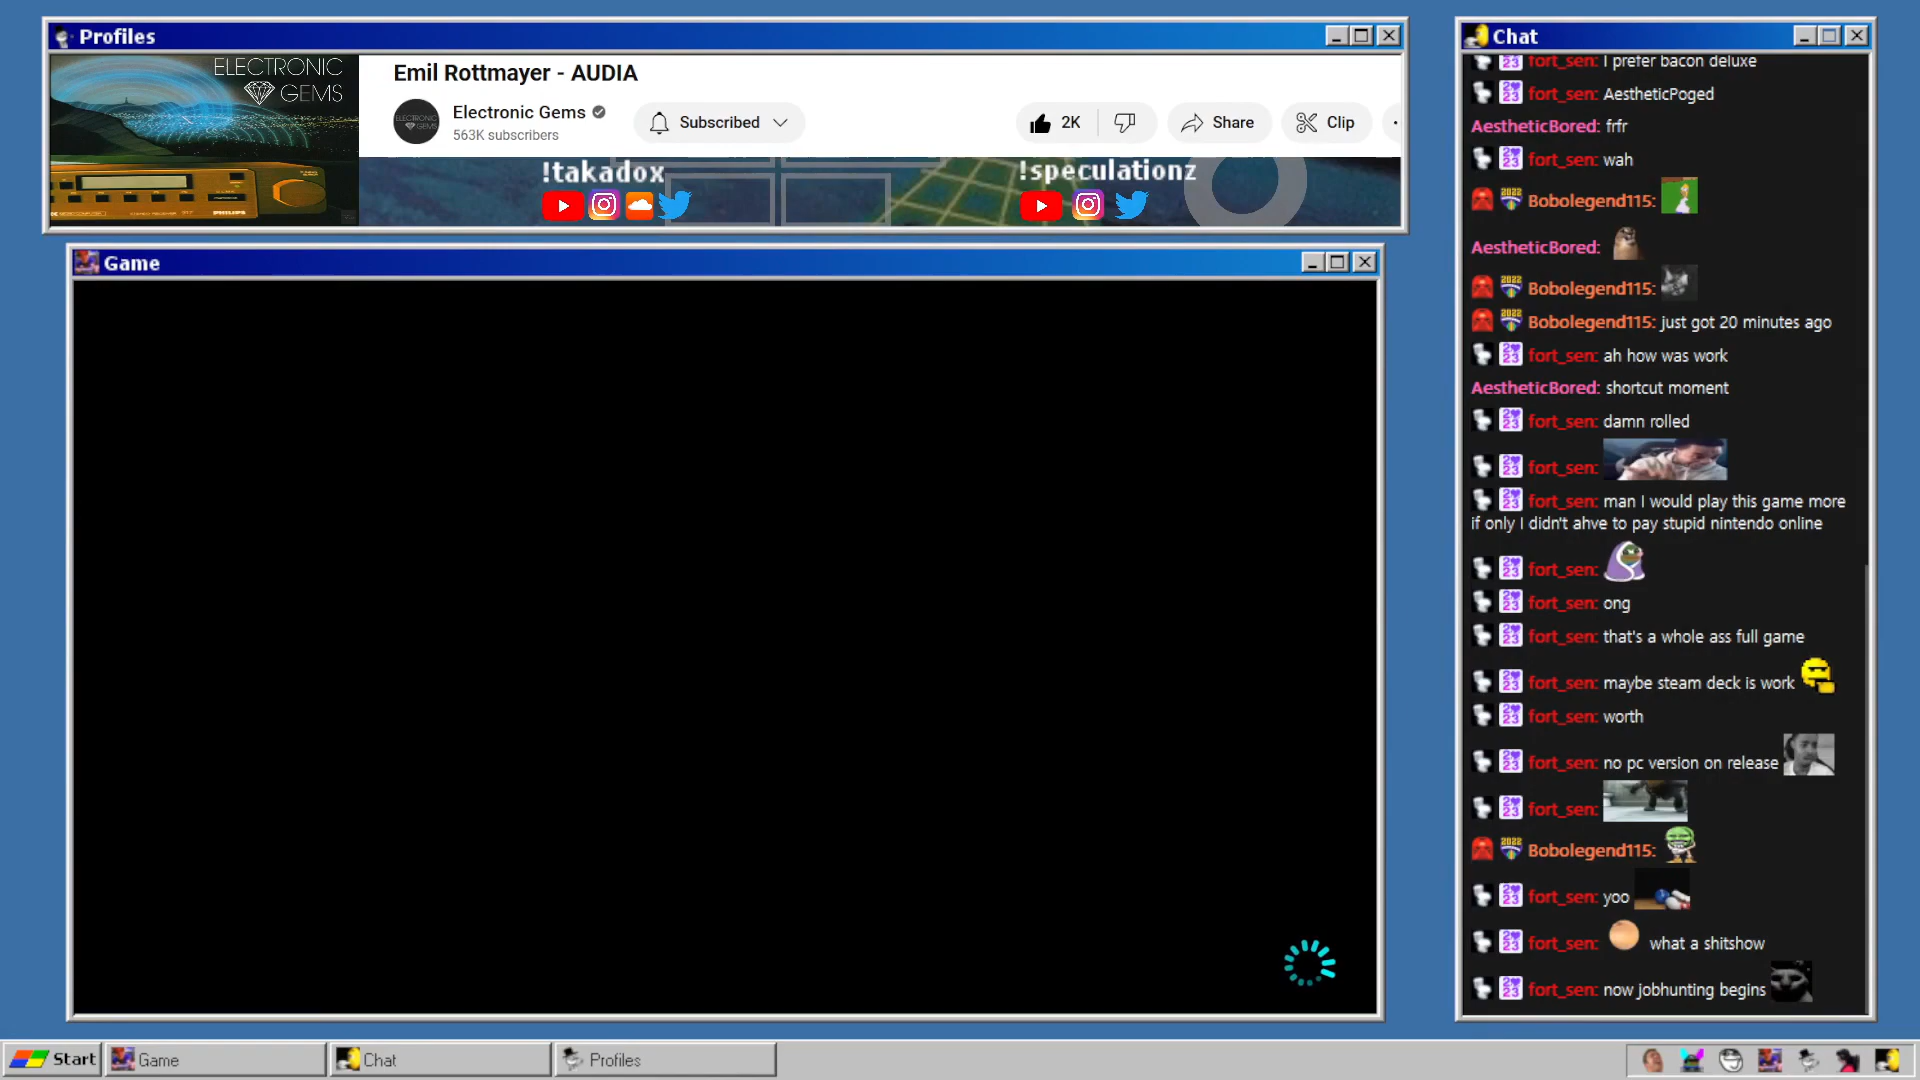 Profiles
ELECTRONIC
GEMS
Emil Rottmayer - AUDIA
ELECTRONIC
GEMS
Electronic Gems
563K subscribers
Subscribed
2K
Share
Clip
!takadox
!speculationz
PHILIPS
Game
Chat
fort_sen: I prefer bacon deluxe
fort_sen: AestheticPoged
AestheticBored: frfr
fort_sen: wah
Bobolegend115:
AestheticBored:
Bobolegend115:
Bobolegend115: just got 20 minutes ago
fort_sen: ah how was work
AestheticBored: shortcut moment
fort_sen: damn rolled
fort_sen:
fort_sen: man I would play this game more
if only I didn't ahve to pay stupid nintendo online
fort_sen:
fort_sen: ong
fort_sen: that's a whole ass full game
fort_sen: maybe steam deck is work
fort_sen: worth
fort_sen: no pc version on release
fort_sen:
Bobolegend115:
fort_sen: yoo
fort_sen: what a shitshow
fort_sen: now jobhunting begins
Start
Game
Chat
Profiles